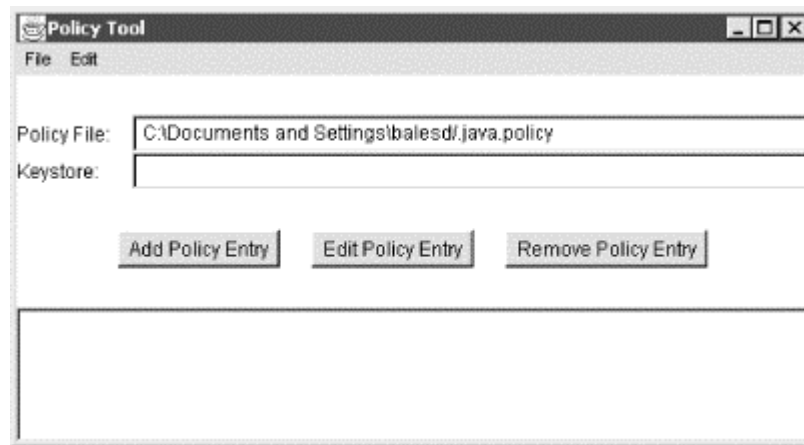 Policy Tool
File Edit
Policy File: C:\Documents and Settings\balesd/.java.policy
Keystore:
Add Policy Entry Edit Policy Entry Remove Policy Entry